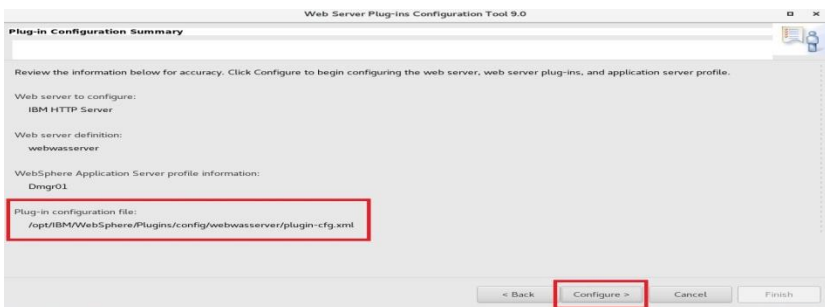 Web Server Plug-ins Configuration Tool 9.0
Plug-in Configuration Summary
Review the information below for accuracy. Click Configure to begin configuring the web server, web server plug-ins, and application server profile.
Web server to configure:
IBM HTTP Server
Web server definition:
webwasserver
WebSphere Application Server profile information:
Dmgr01
Plug-in configuration file:
/opt/IBM/WebSphere/Plugins/config/webwasserver/plugin-cfg.xml
< Back
Configure >
Cancel
Finish